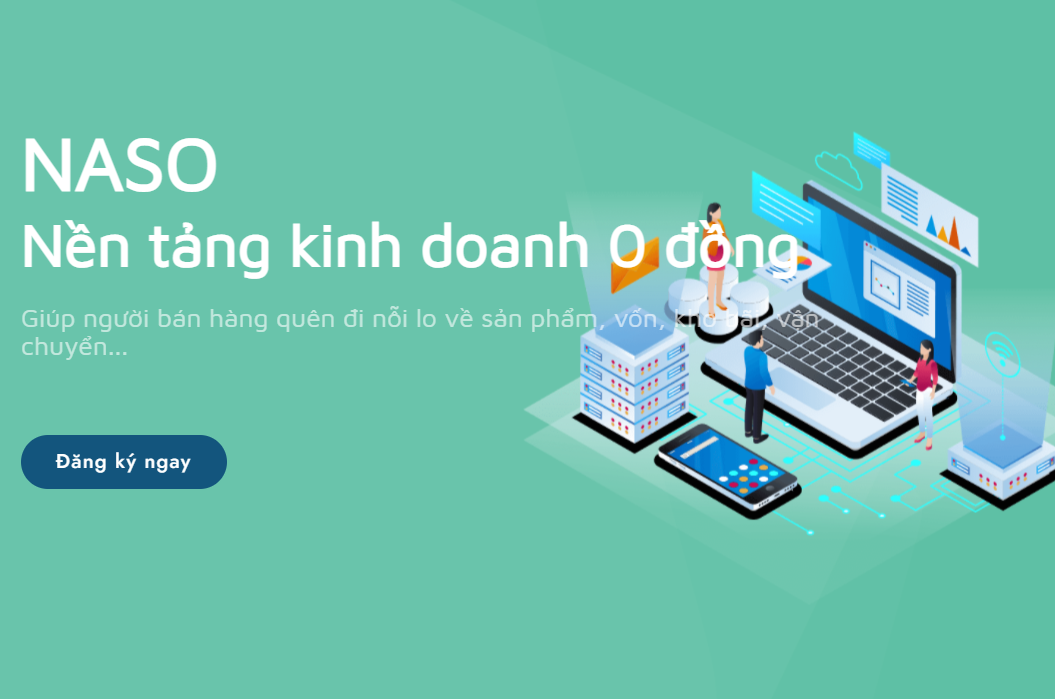 NASO
Nền tảng kinh doanh 0 đồng
Giúp người bán hàng quên đi nỗi lo về sản phẩm, vốn, kho bãi, vận
chuyển...
Đăng ký ngay